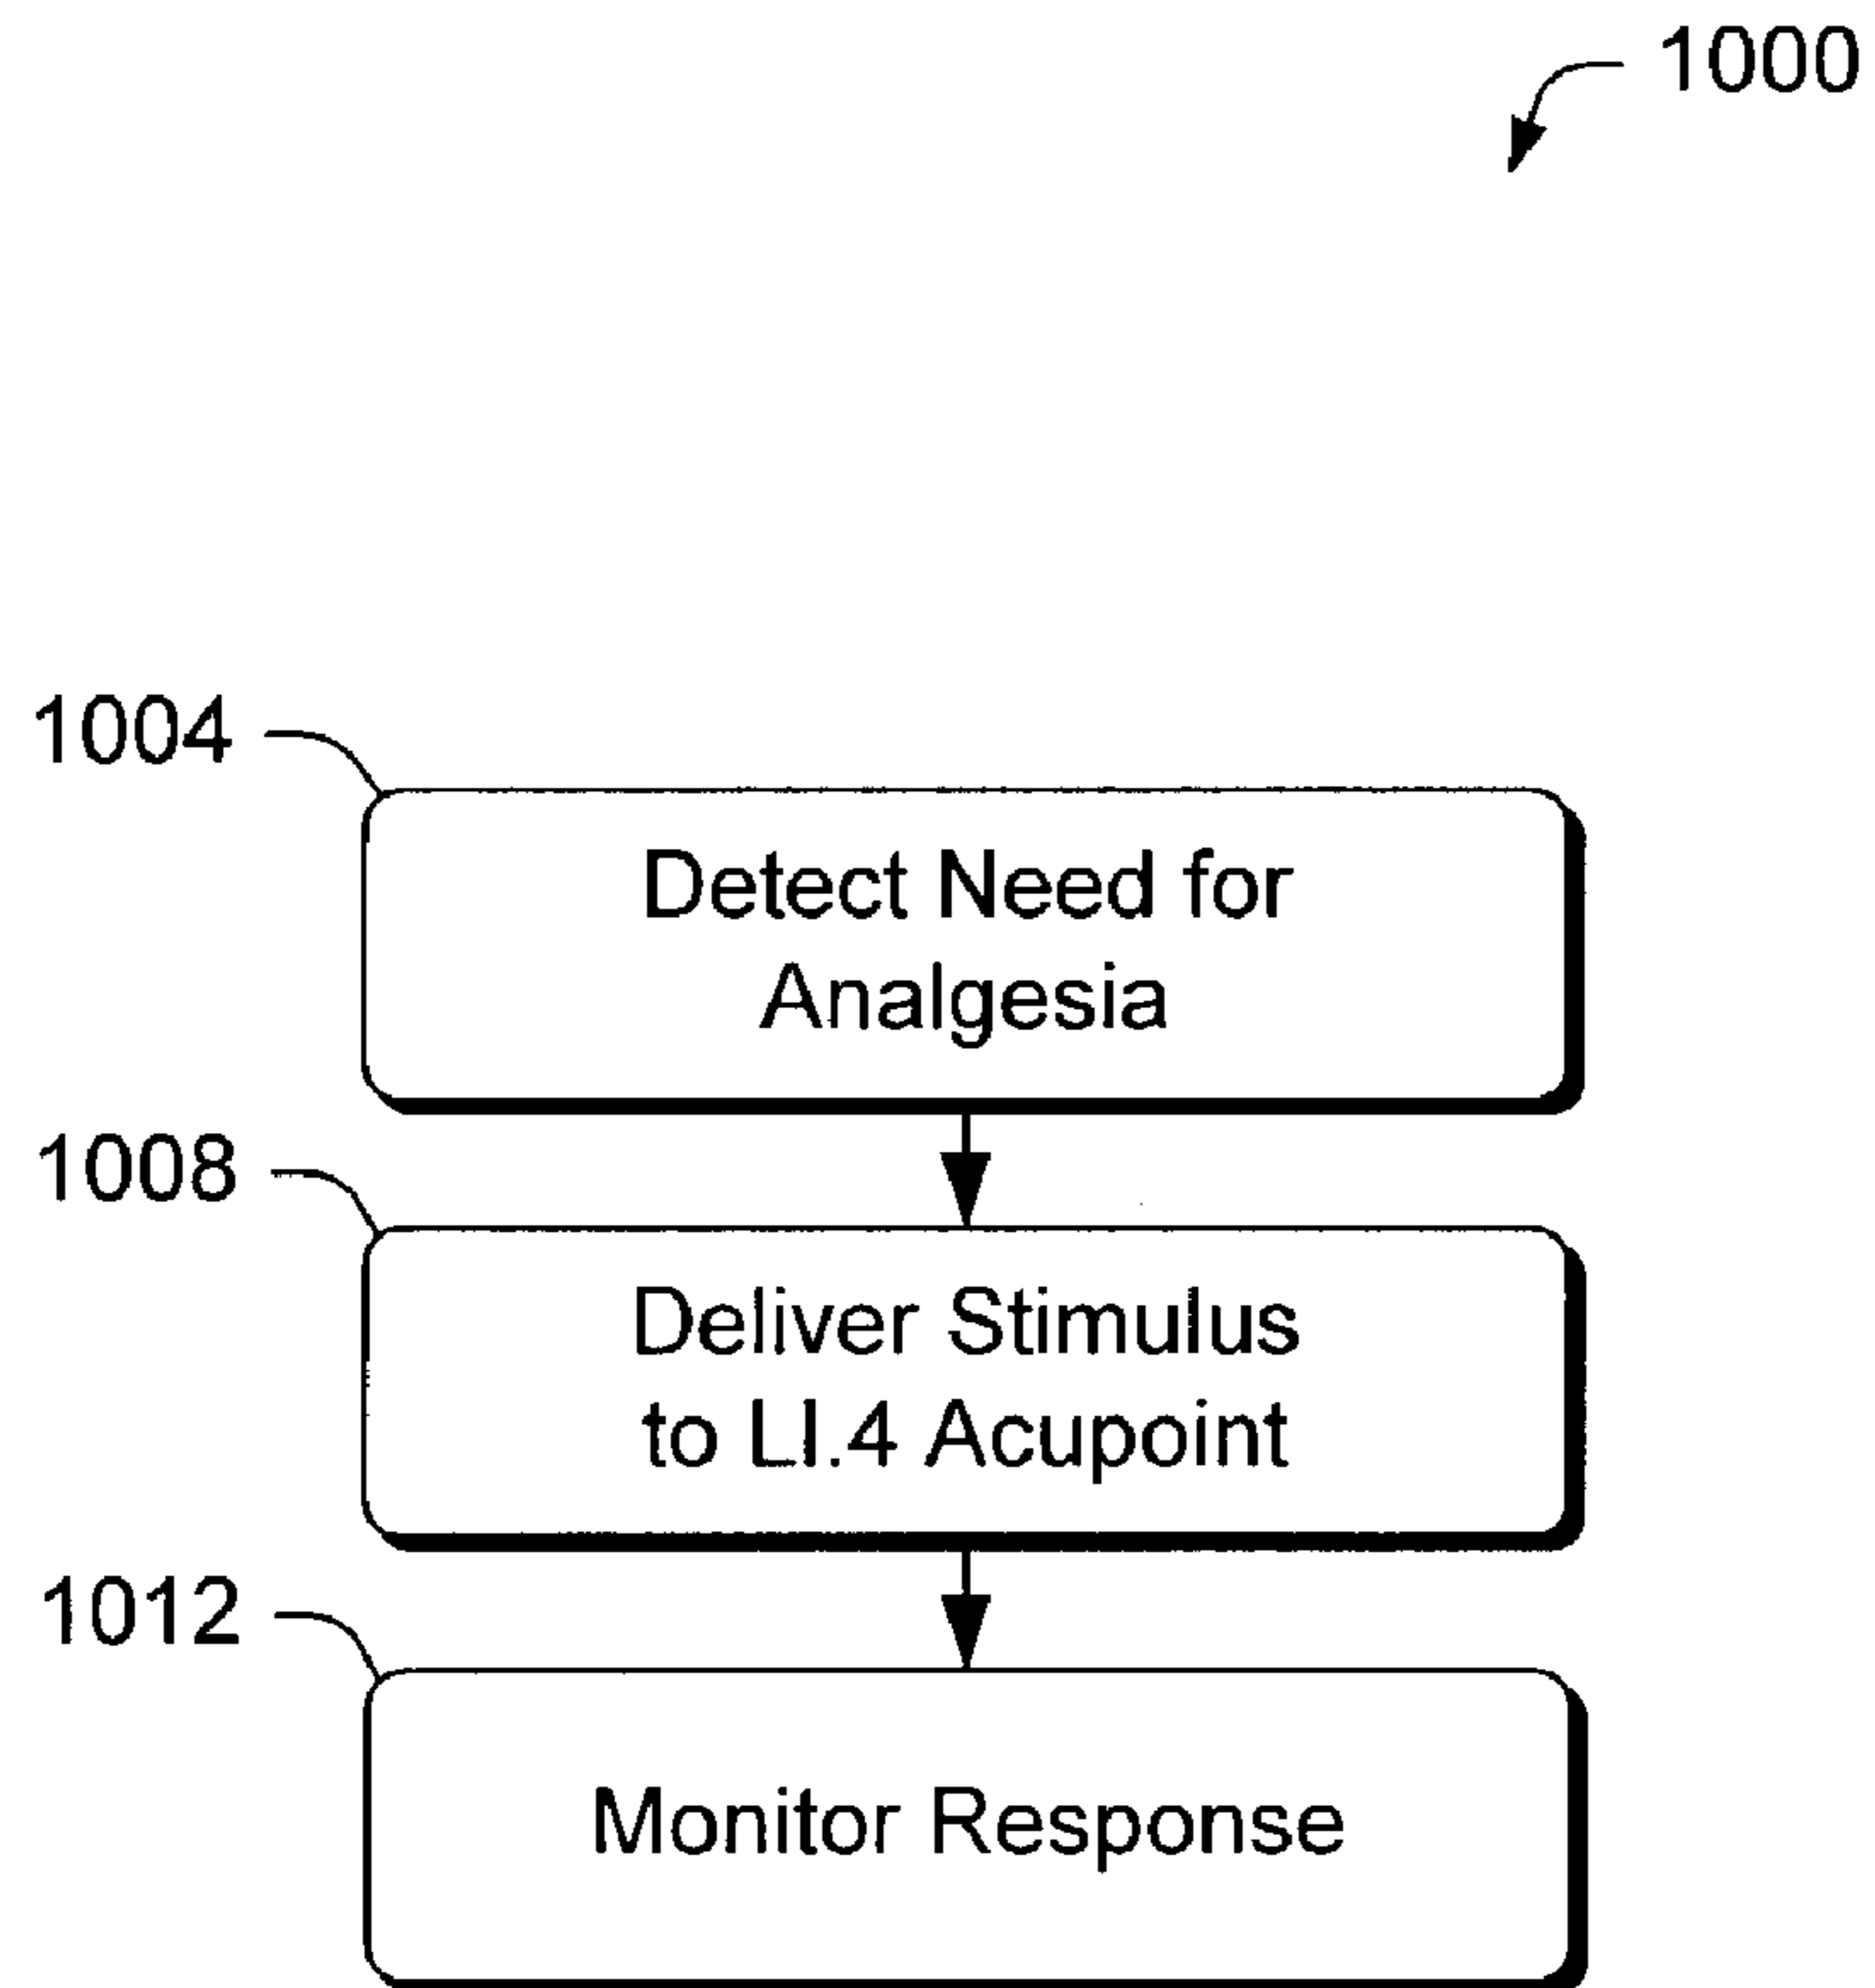 1000
1004
Detect Need for
Analgesia
1008
Deliver Stimulus
to LI.4 Acupoint
1012
Monitor Response